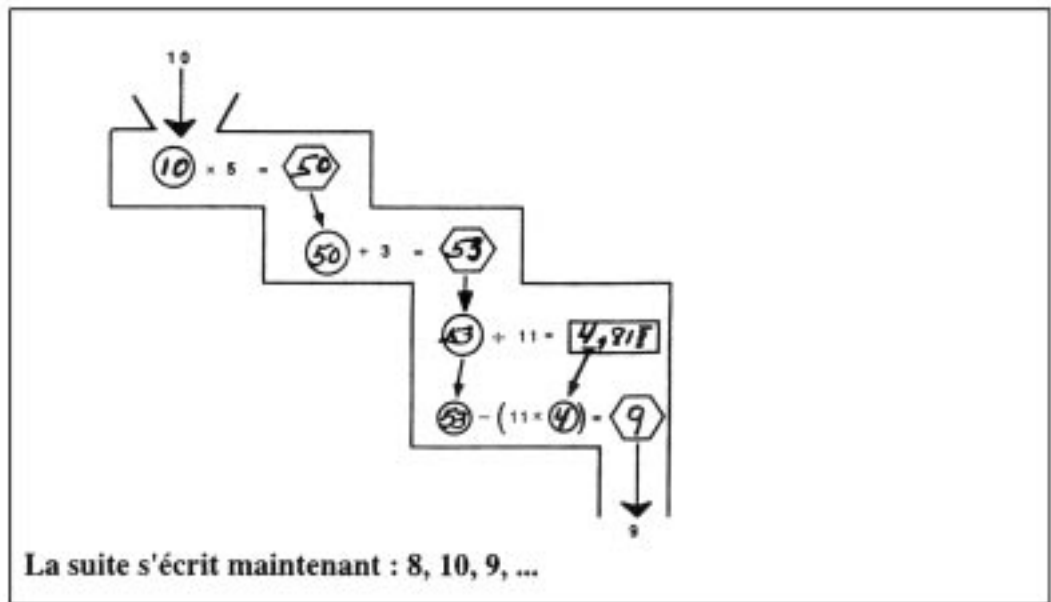 10
10 × 5 = 50
50 + 3 = 53
53 ÷ 11 = 4,818
53 - (11 × 4) = 9
9
La suite s'écrit maintenant : 8, 10, 9, ...